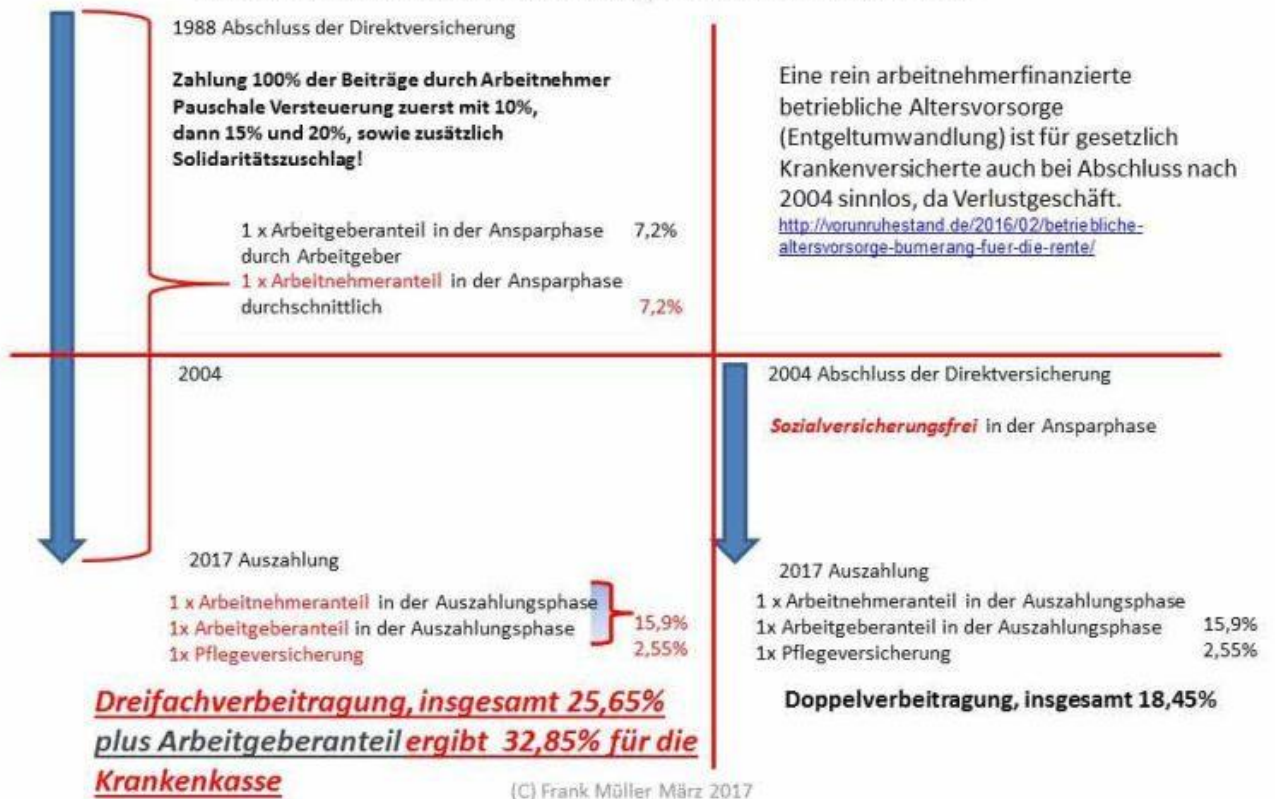 1988 Abschluss der Direktversicherung
Zahlung 100% der Beiträge durch Arbeitnehmer
Pauschale Versteuerung zuerst mit 10%,
dann 15% und 20%, sowie zusätzlich
Solidaritätszuschlag!
1 x Arbeitgeberanteil in der Ansparphase 7,2%
durch Arbeitgeber
1 x Arbeitnehmeranteil in der Ansparphase
durchschnittlich 7,2%
Eine rein arbeitnehmerfinanzierte
betriebliche Altersvorsorge
(Entgeltumwandlung) ist für gesetzlich
Krankenversicherte auch bei Abschluss nach
2004 sinnlos, da Verlustgeschäft.
http://vorunruhestand.de/2016/02/betriebliche-
altersvorsorge-bumerang-fuer-die-rente/
2004
2017 Auszahlung
1 x Arbeitnehmeranteil in der Auszahlungsphase
1x Arbeitgeberanteil in der Auszahlungsphase 15,9%
1x Pflegeversicherung 2,55%
Dreifachverbeitragung, insgesamt 25,65%
plus Arbeitgeberanteil ergibt 32,85% für die
Krankenkasse
2004 Abschluss der Direktversicherung
Sozialversicherungsfrei in der Ansparphase
2017 Auszahlung
1 x Arbeitnehmeranteil in der Auszahlungsphase
1x Arbeitgeberanteil in der Auszahlungsphase 15,9%
1x Pflegeversicherung 2,55%
Doppelverbeitragung, insgesamt 18,45%
(C) Frank Müller März 2017